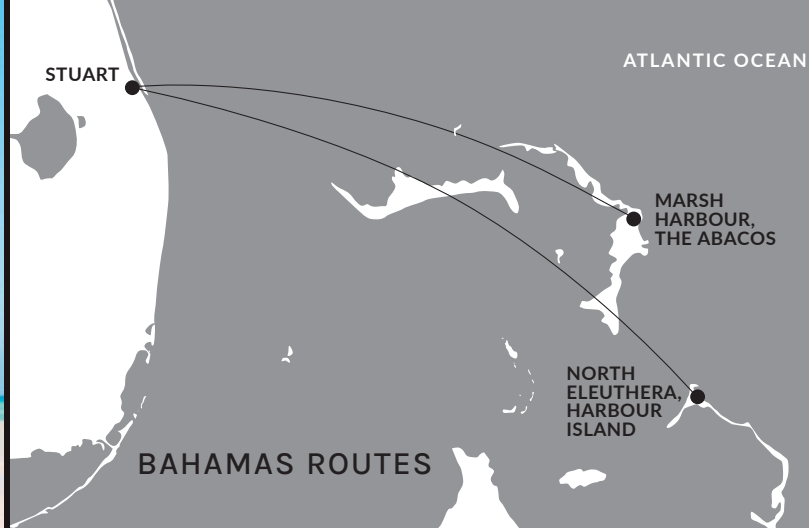 STUART
ATLANTIC OCEAN
MARSH
HARBOUR,
THE ABACOS
NORTH
ELEUTHERA,
HARBOUR
ISLAND
BAHAMAS ROUTES